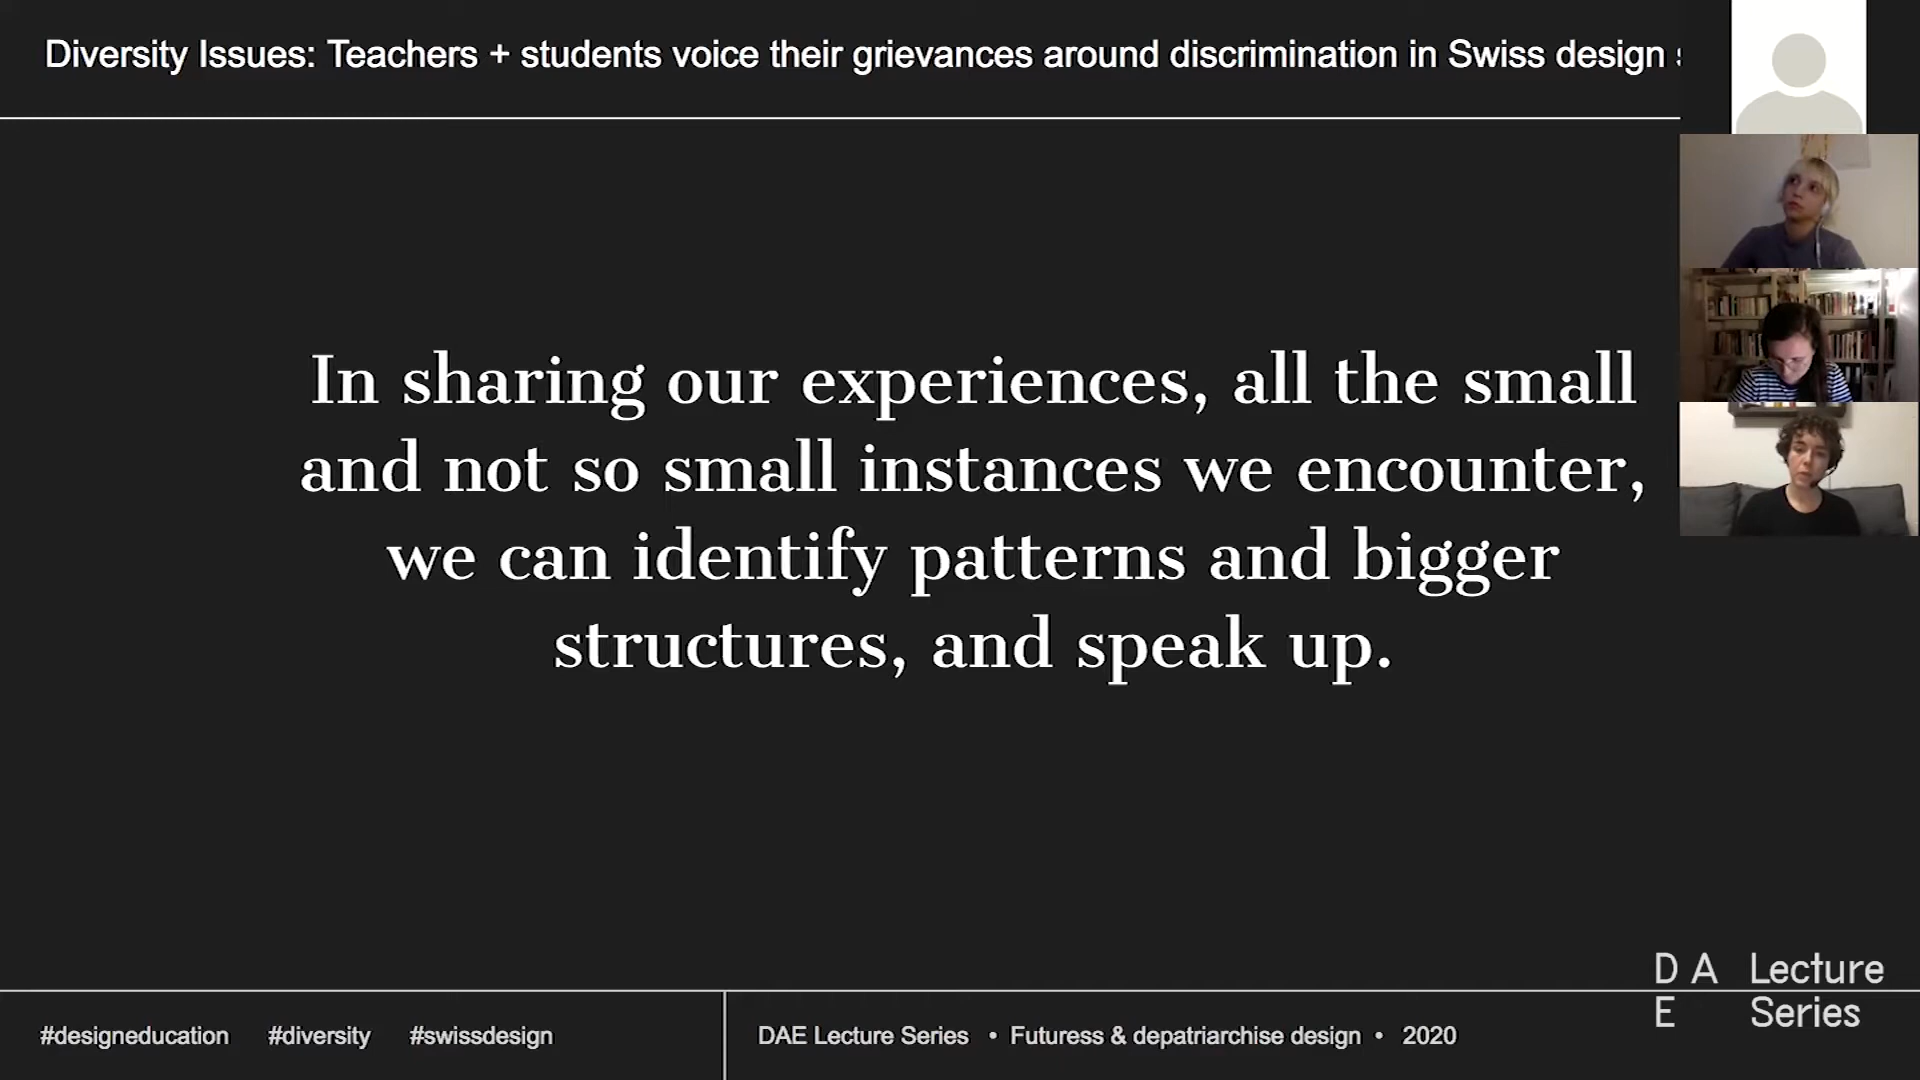 Diversity Issues: Teachers + students voice their grievances around discrimination in Swiss design
In sharing our experiences, all the small
and not so small instances we encounter,
we can identify patterns and bigger
structures, and speak up.
D A Lecture
E Series
#designeducation #diversity #swissdesign
DAE Lecture Series • Futuress & depatriarchise design • 2020